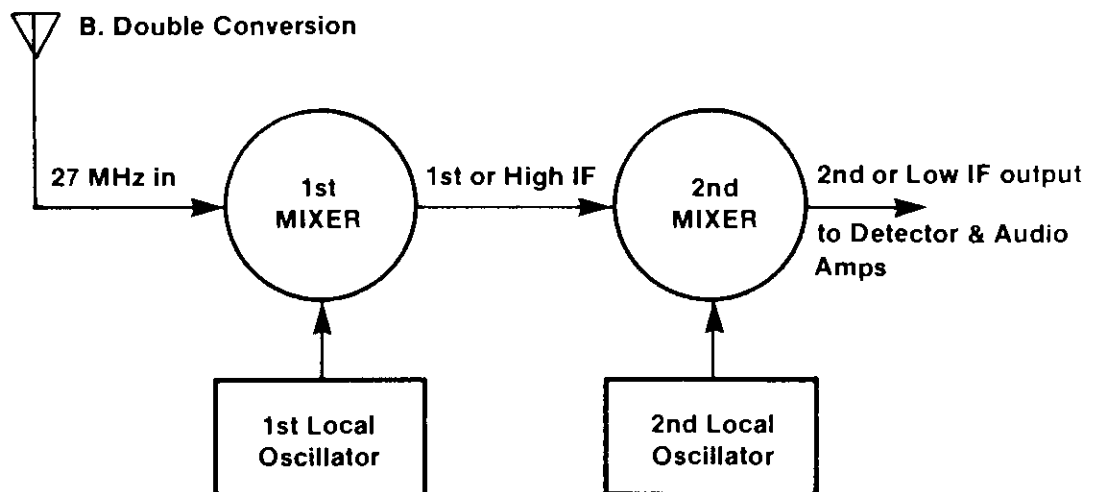 B. Double Conversion
27 MHz in
1st
MIXER
1st or High IF
2nd
MIXER
2nd or Low IF output
to Detector & Audio
Amps
1st Local
Oscillator
2nd Local
Oscillator